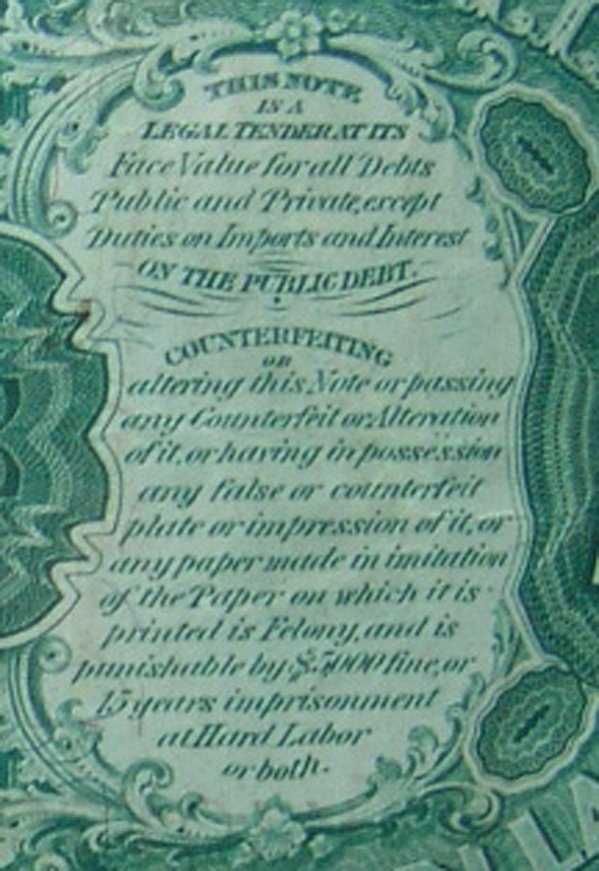 THIS NOTE
IS A
LEGAL TENDER AT ITS
Face Value for all Debts
Public and Private, except
Duties on Imports and Interest
ON THE PUBLIC DEBT.
COUNTERFEITING
OR
altering this Note or passing
any Counterfeit or Alteration
of it, or having in possession
any false or counterfeit
plate or impression of it, or
any paper made in imitation
of the Paper on which it is
printed is Felony, and is
punishable by $5000 fine, or
15 years imprisonment
at Hard Labor
or both.